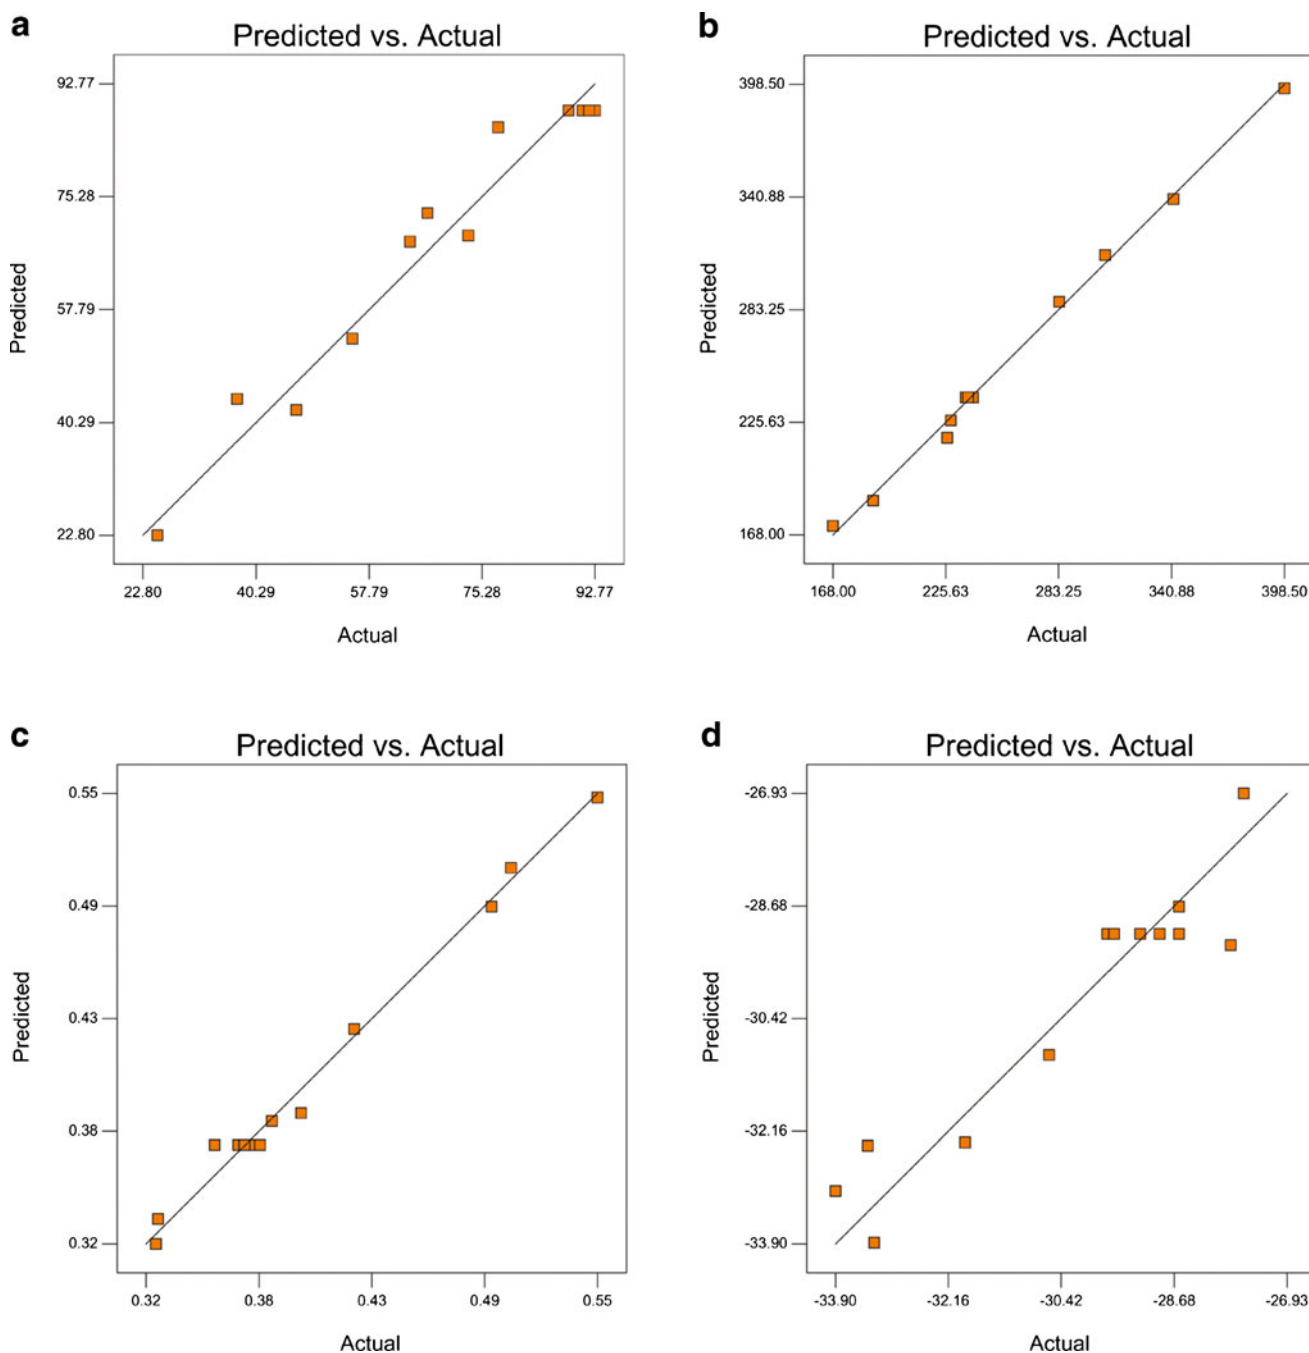 a
Predicted vs. Actual
92.77
75.28
57.79
40.29
22.80
Predicted
22.80 40.29 57.79 75.28 92.77
Actual
b
Predicted vs. Actual
398.50
340.88
283.25
225.63
168.00
Predicted
168.00 225.63 283.25 340.88 398.50
Actual
c
Predicted vs. Actual
0.55
0.49
0.43
0.38
0.32
Predicted
0.32 0.38 0.43 0.49 0.55
Actual
d
Predicted vs. Actual
-26.93
-28.68
-30.42
-32.16
-33.90
Predicted
-33.90 -32.16 -30.42 -28.68 -26.93
Actual